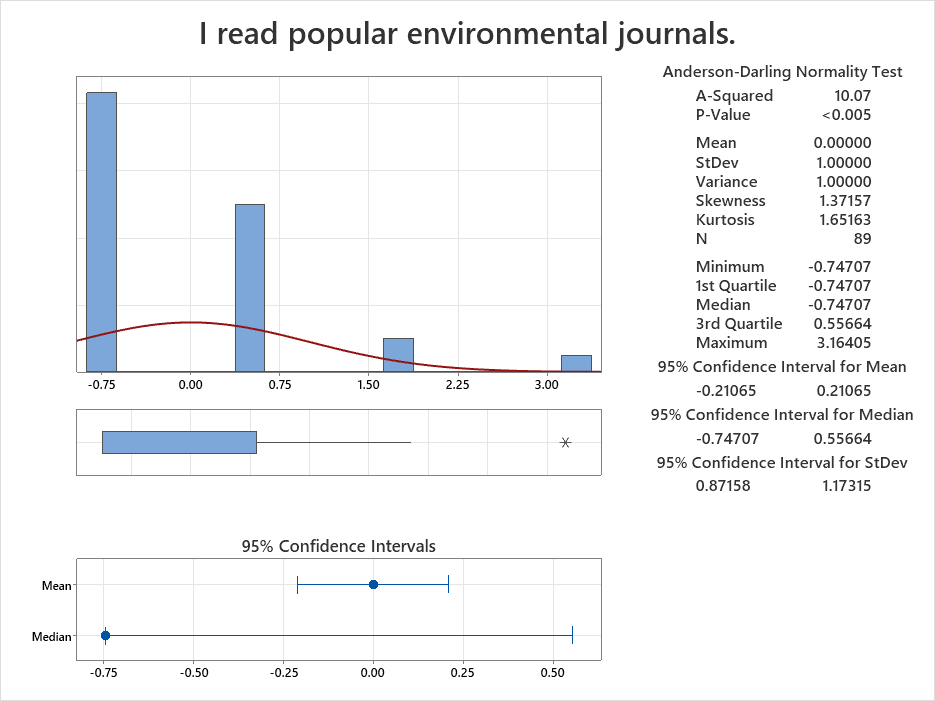 I read popular environmental journals.
Anderson-Darling Normality Test
A-Squared 10.07
P-Value <0.005
Mean 0.00000
StDev 1.00000
Variance 1.00000
Skewness 1.37157
Kurtosis 1.65163
N 89
Minimum -0.74707
1st Quartile -0.74707
Median -0.74707
3rd Quartile 0.55664
Maximum 3.16405
95% Confidence Interval for Mean
-0.21065 0.21065
95% Confidence Interval for Median
-0.74707 0.55664
95% Confidence Interval for StDev
0.87158 1.17315
-0.75 0.00 0.75 1.50 2.25 3.00
95% Confidence Intervals
Mean
Median
-0.75 -0.50 -0.25 0.00 0.25 0.50